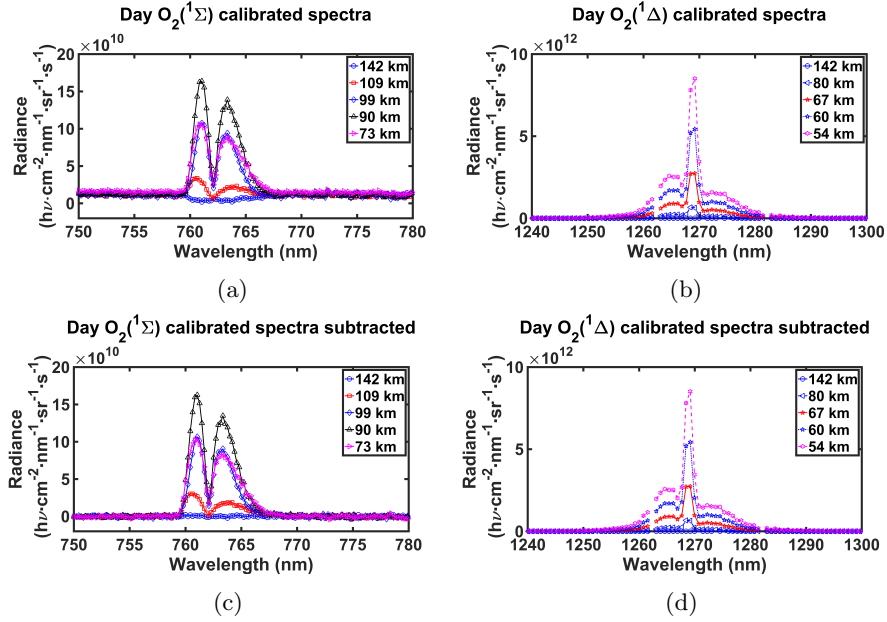 Day O2(1Σ) calibrated spectra
×10^10
20
15
10
5
0
750 755 760 765 770 775 780
Wavelength (nm)
Radiance
(hν·cm-2·nm-1·sr-1·s-1)
142 km
109 km
99 km
90 km
73 km
(a)
Day O2(1Δ) calibrated spectra
×10^12
10
5
0
1240 1250 1260 1270 1280 1290 1300
Wavelength (nm)
Radiance
(hν·cm-2·nm-1·sr-1·s-1)
142 km
80 km
67 km
60 km
54 km
(b)
Day O2(1Σ) calibrated spectra subtracted
×10^10
20
15
10
5
0
750 755 760 765 770 775 780
Wavelength (nm)
Radiance
(hν·cm-2·nm-1·sr-1·s-1)
142 km
109 km
99 km
90 km
73 km
(c)
Day O2(1Δ) calibrated spectra subtracted
×10^12
10
5
0
1240 1250 1260 1270 1280 1290 1300
Wavelength (nm)
Radiance
(hν·cm-2·nm-1·sr-1·s-1)
142 km
80 km
67 km
60 km
54 km
(d)